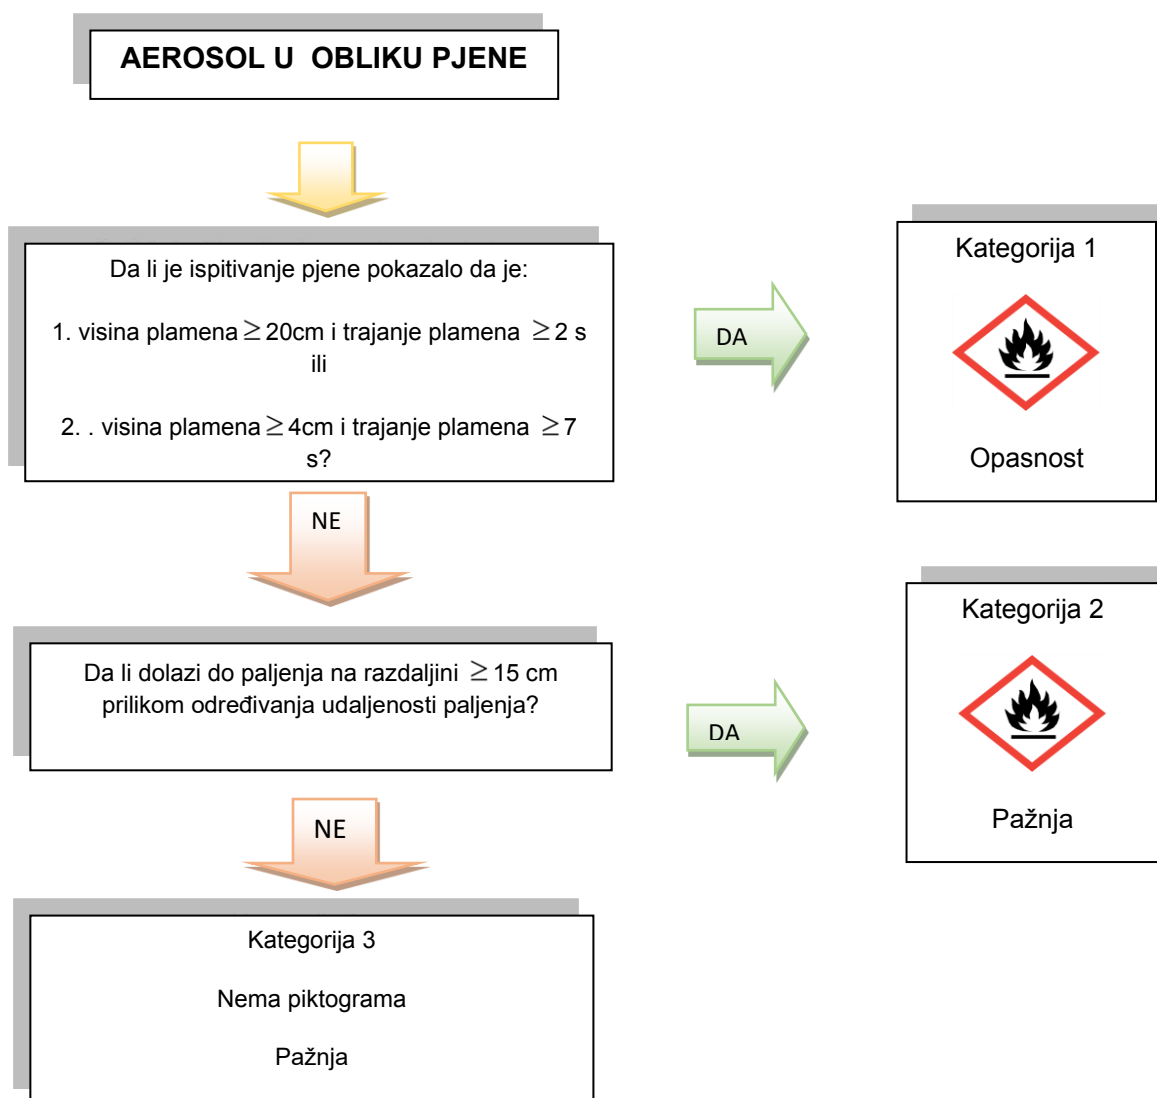 AEROSOL U OBLIKU PJENE
Da li je ispitivanje pjene pokazalo da je:
1. visina plamena ≥ 20cm i trajanje plamena ≥ 2 s
ili
2. . visina plamena ≥ 4cm i trajanje plamena ≥ 7
s?
DA
Kategorija 1
Opasnost
NE
Da li dolazi do paljenja na razdaljini ≥ 15 cm
prilikom određivanja udaljenosti paljenja?
DA
Kategorija 2
Pažnja
NE
Kategorija 3
Nema piktograma
Pažnja